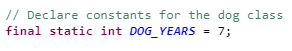 // Declare constants for the dog class
final static int DOG_YEARS = 7;